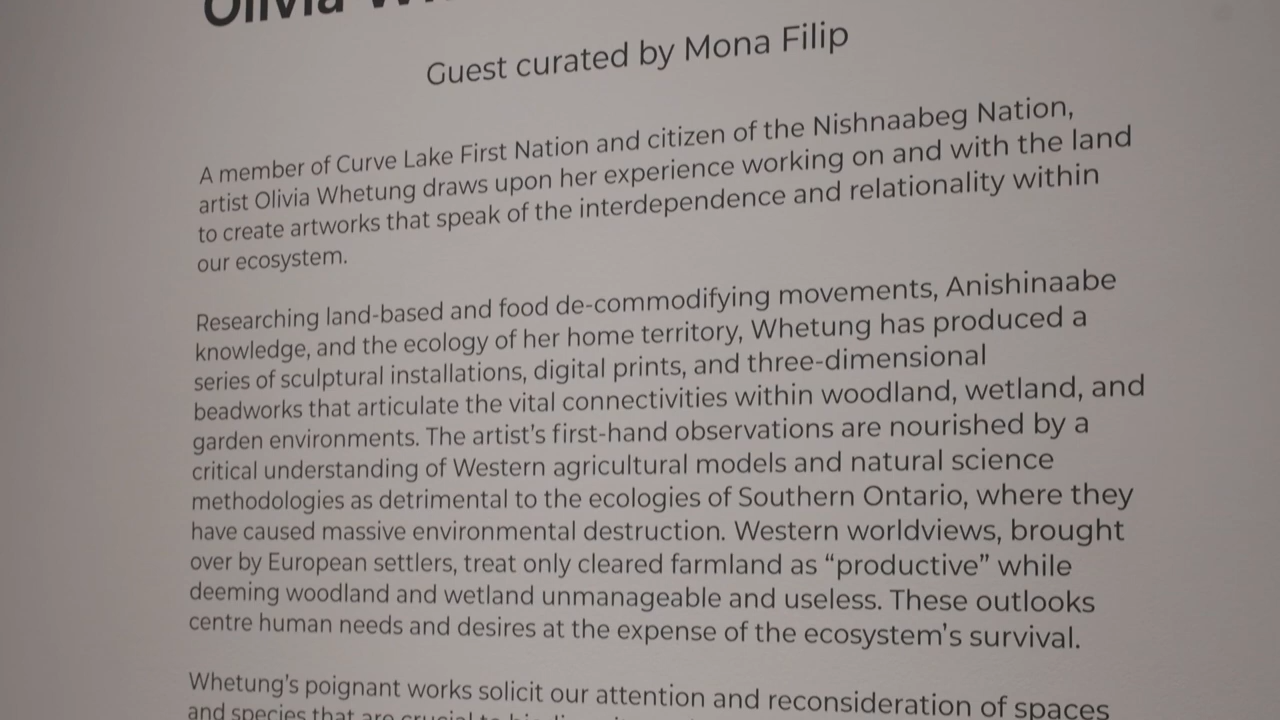 Olivia
Guest curated by Mona Filip
A member of Curve Lake First Nation and citizen of the Nishnaabeg Nation,
artist Olivia Whetung draws upon her experience working on and with the land
to create artworks that speak of the interdependence and relationality within
our ecosystem.
Researching land-based and food de-commodifying movements, Anishinaabe
knowledge, and the ecology of her home territory, Whetung has produced a
series of sculptural installations, digital prints, and three-dimensional
beadworks that articulate the vital connectivities within woodland, wetland, and
garden environments. The artist’s first-hand observations are nourished by a
critical understanding of Western agricultural models and natural science
methodologies as detrimental to the ecologies of Southern Ontario, where they
have caused massive environmental destruction. Western worldviews, brought
over by European settlers, treat only cleared farmland as “productive” while
deeming woodland and wetland unmanageable and useless. These outlooks
centre human needs and desires at the expense of the ecosystem’s survival.
Whetung’s poignant works solicit our attention and reconsideration of spaces
and species that are crucial to